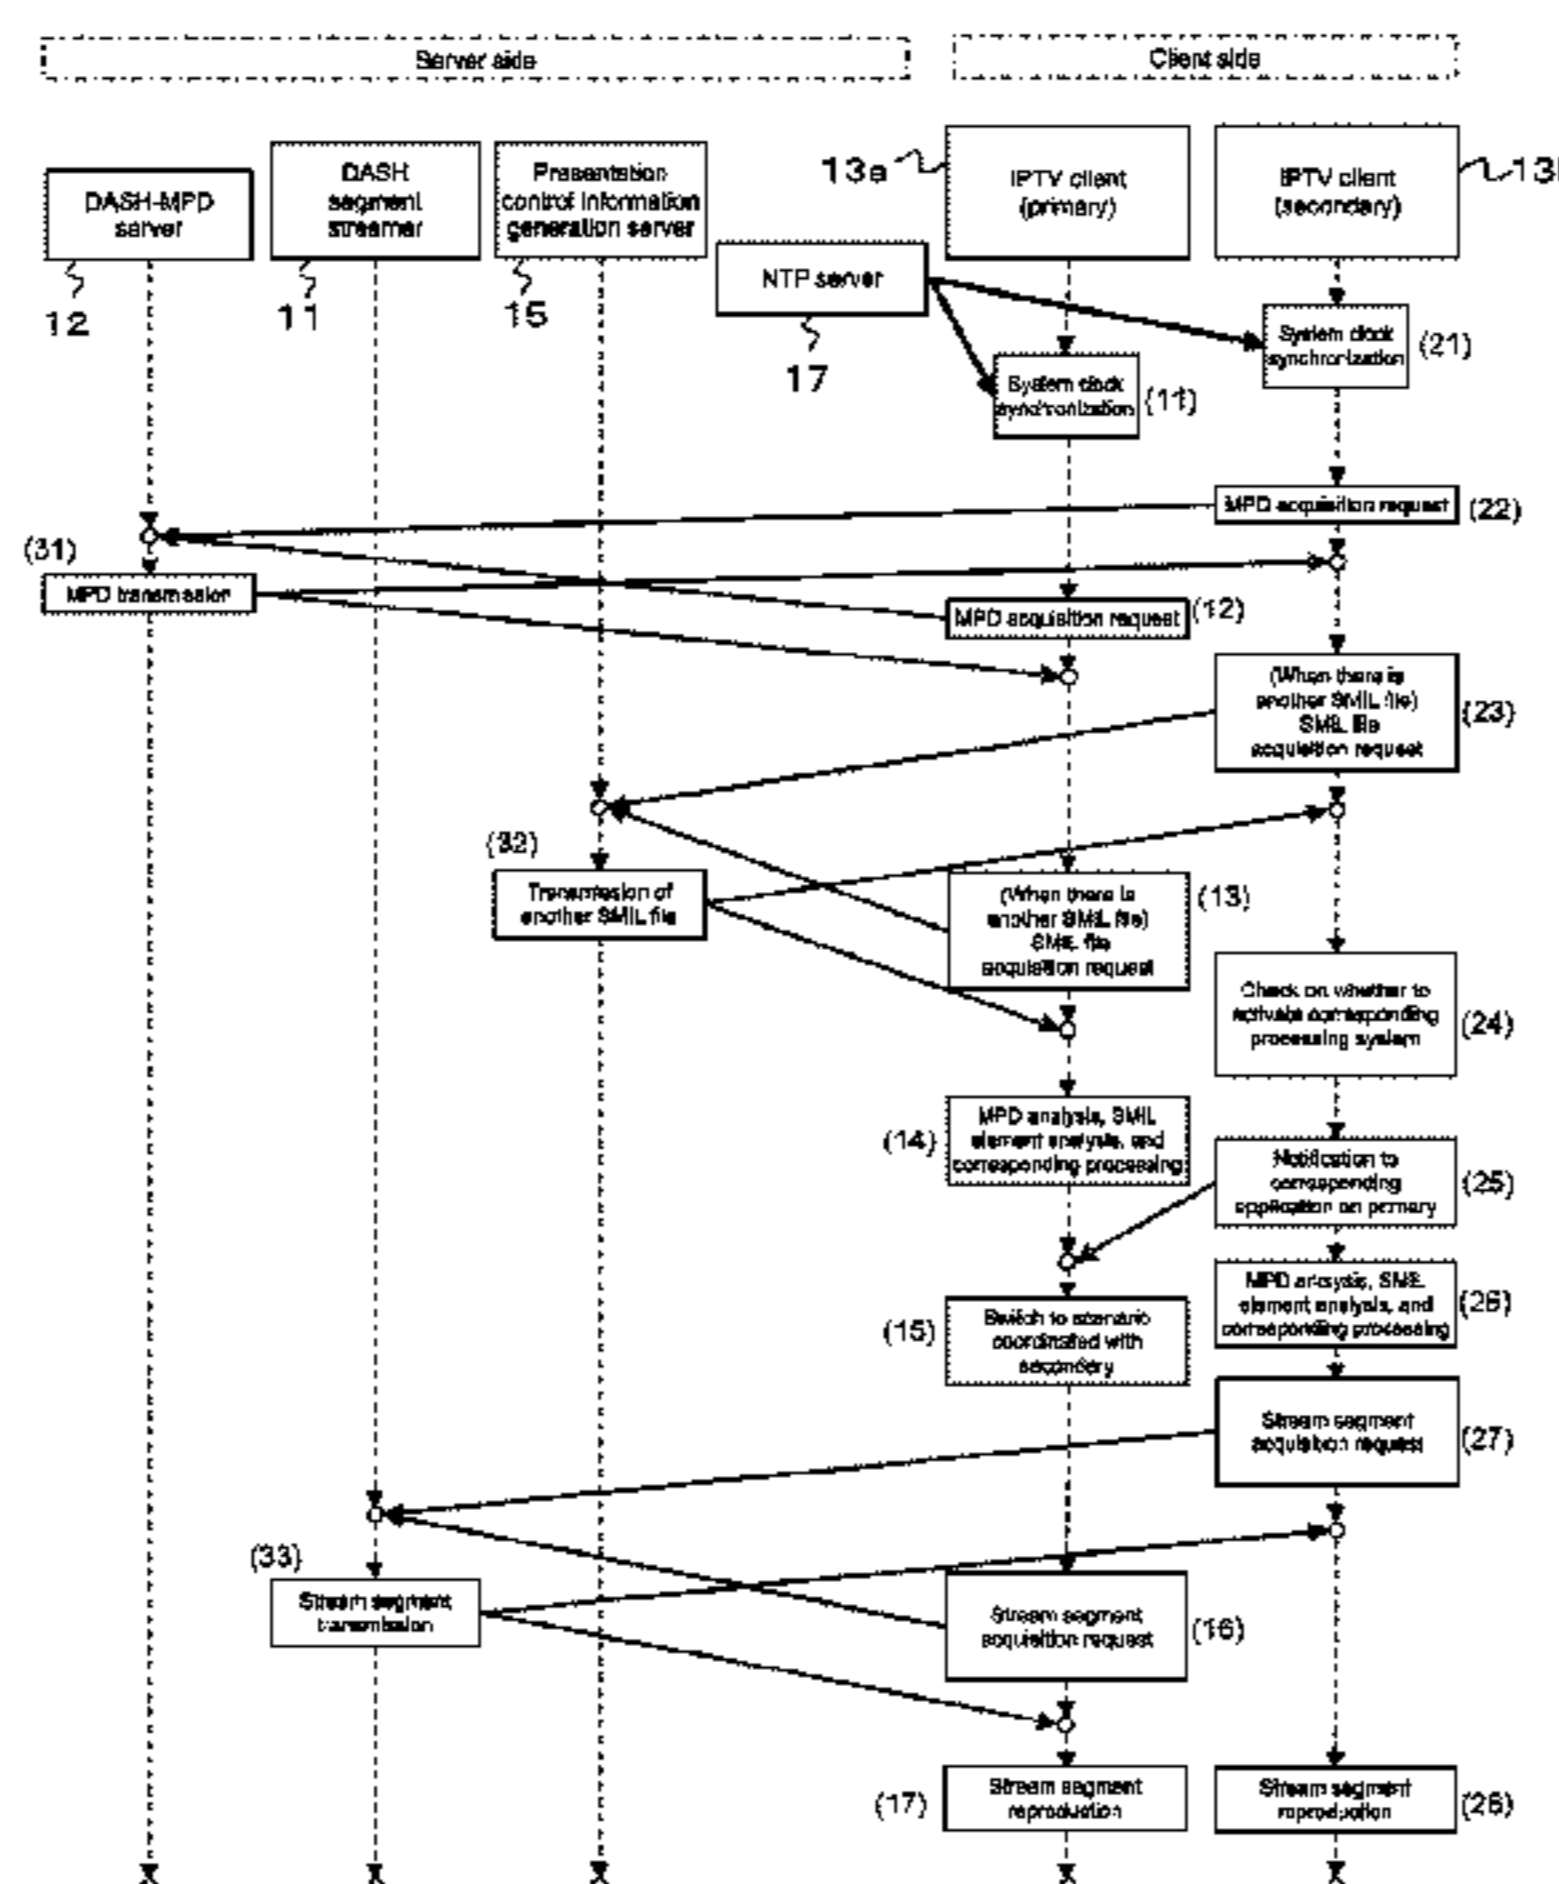 Server side
Client side
DASH-MPD
server
12
DASH
segment
streamer
11
Presentation
control information
generation server
15
NTP server
17
13a
IPTV client
(primary)
IPTV client
(secondary)
System clock
synchronization
(21)
System clock
synchronization
(11)
MPD acquisition request
(22)
(31)
MPD transmission
MPD acquisition request
(12)
(When there is
another SMIL file)
SMIL file
acquisition request
(23)
(32)
Transmission of
another SMIL file
(When there is
another SMIL file)
SMIL file
acquisition request
(13)
Check on whether to
activate corresponding
processing system
(24)
(14)
MPD analysis, SMIL
element analysis, and
corresponding processing
Notification to
corresponding
application on primary
(25)
MPD analysis, SMIL
element analysis, and
corresponding processing
(26)
(15)
Switch to scenario
coordinated with
secondary
Stream segment
acquisition request
(27)
(33)
Stream segment
transmission
Stream segment
acquisition request
(16)
(17)
Stream segment
reproduction
Stream segment
reproduction
(28)